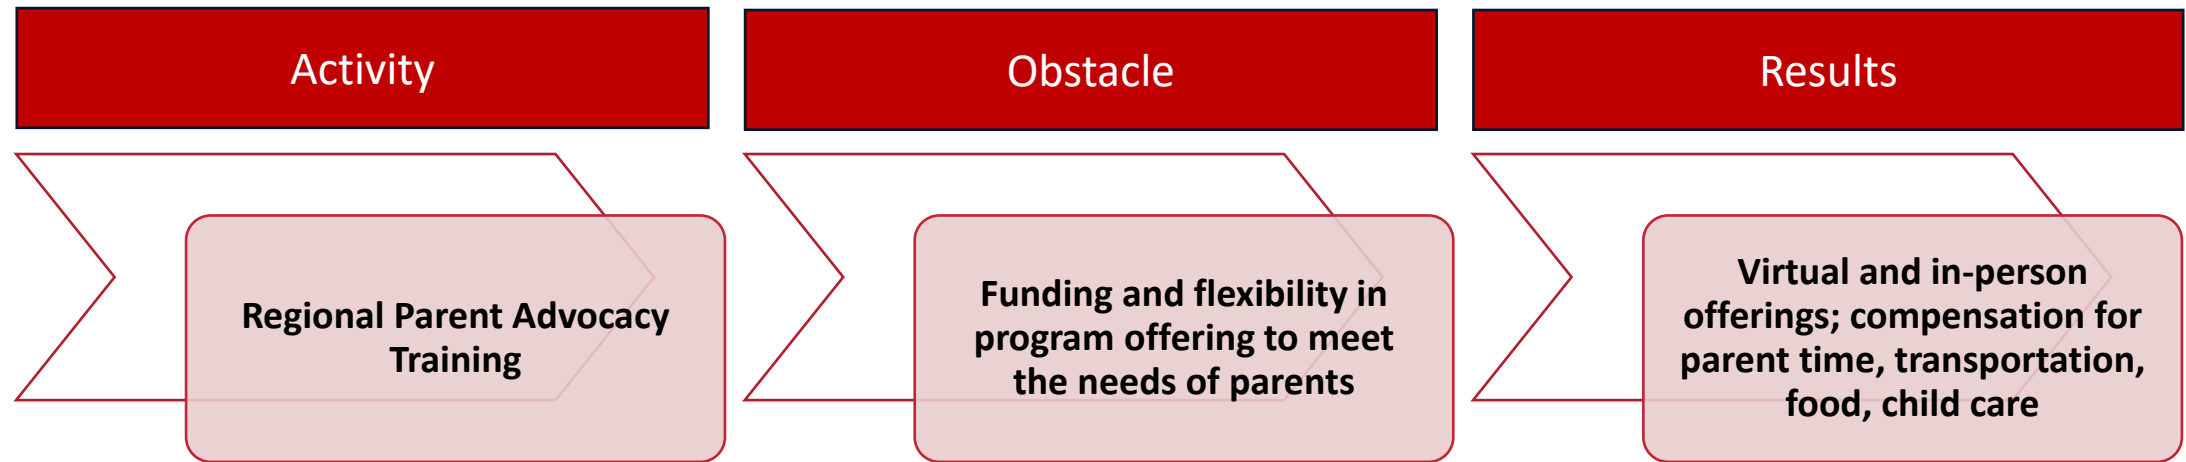 Activity
Obstacle
Results
Regional Parent Advocacy
Training
Funding and flexibility in
program offering to meet
the needs of parents
Virtual and in-person
offerings; compensation for
parent time, transportation,
food, child care